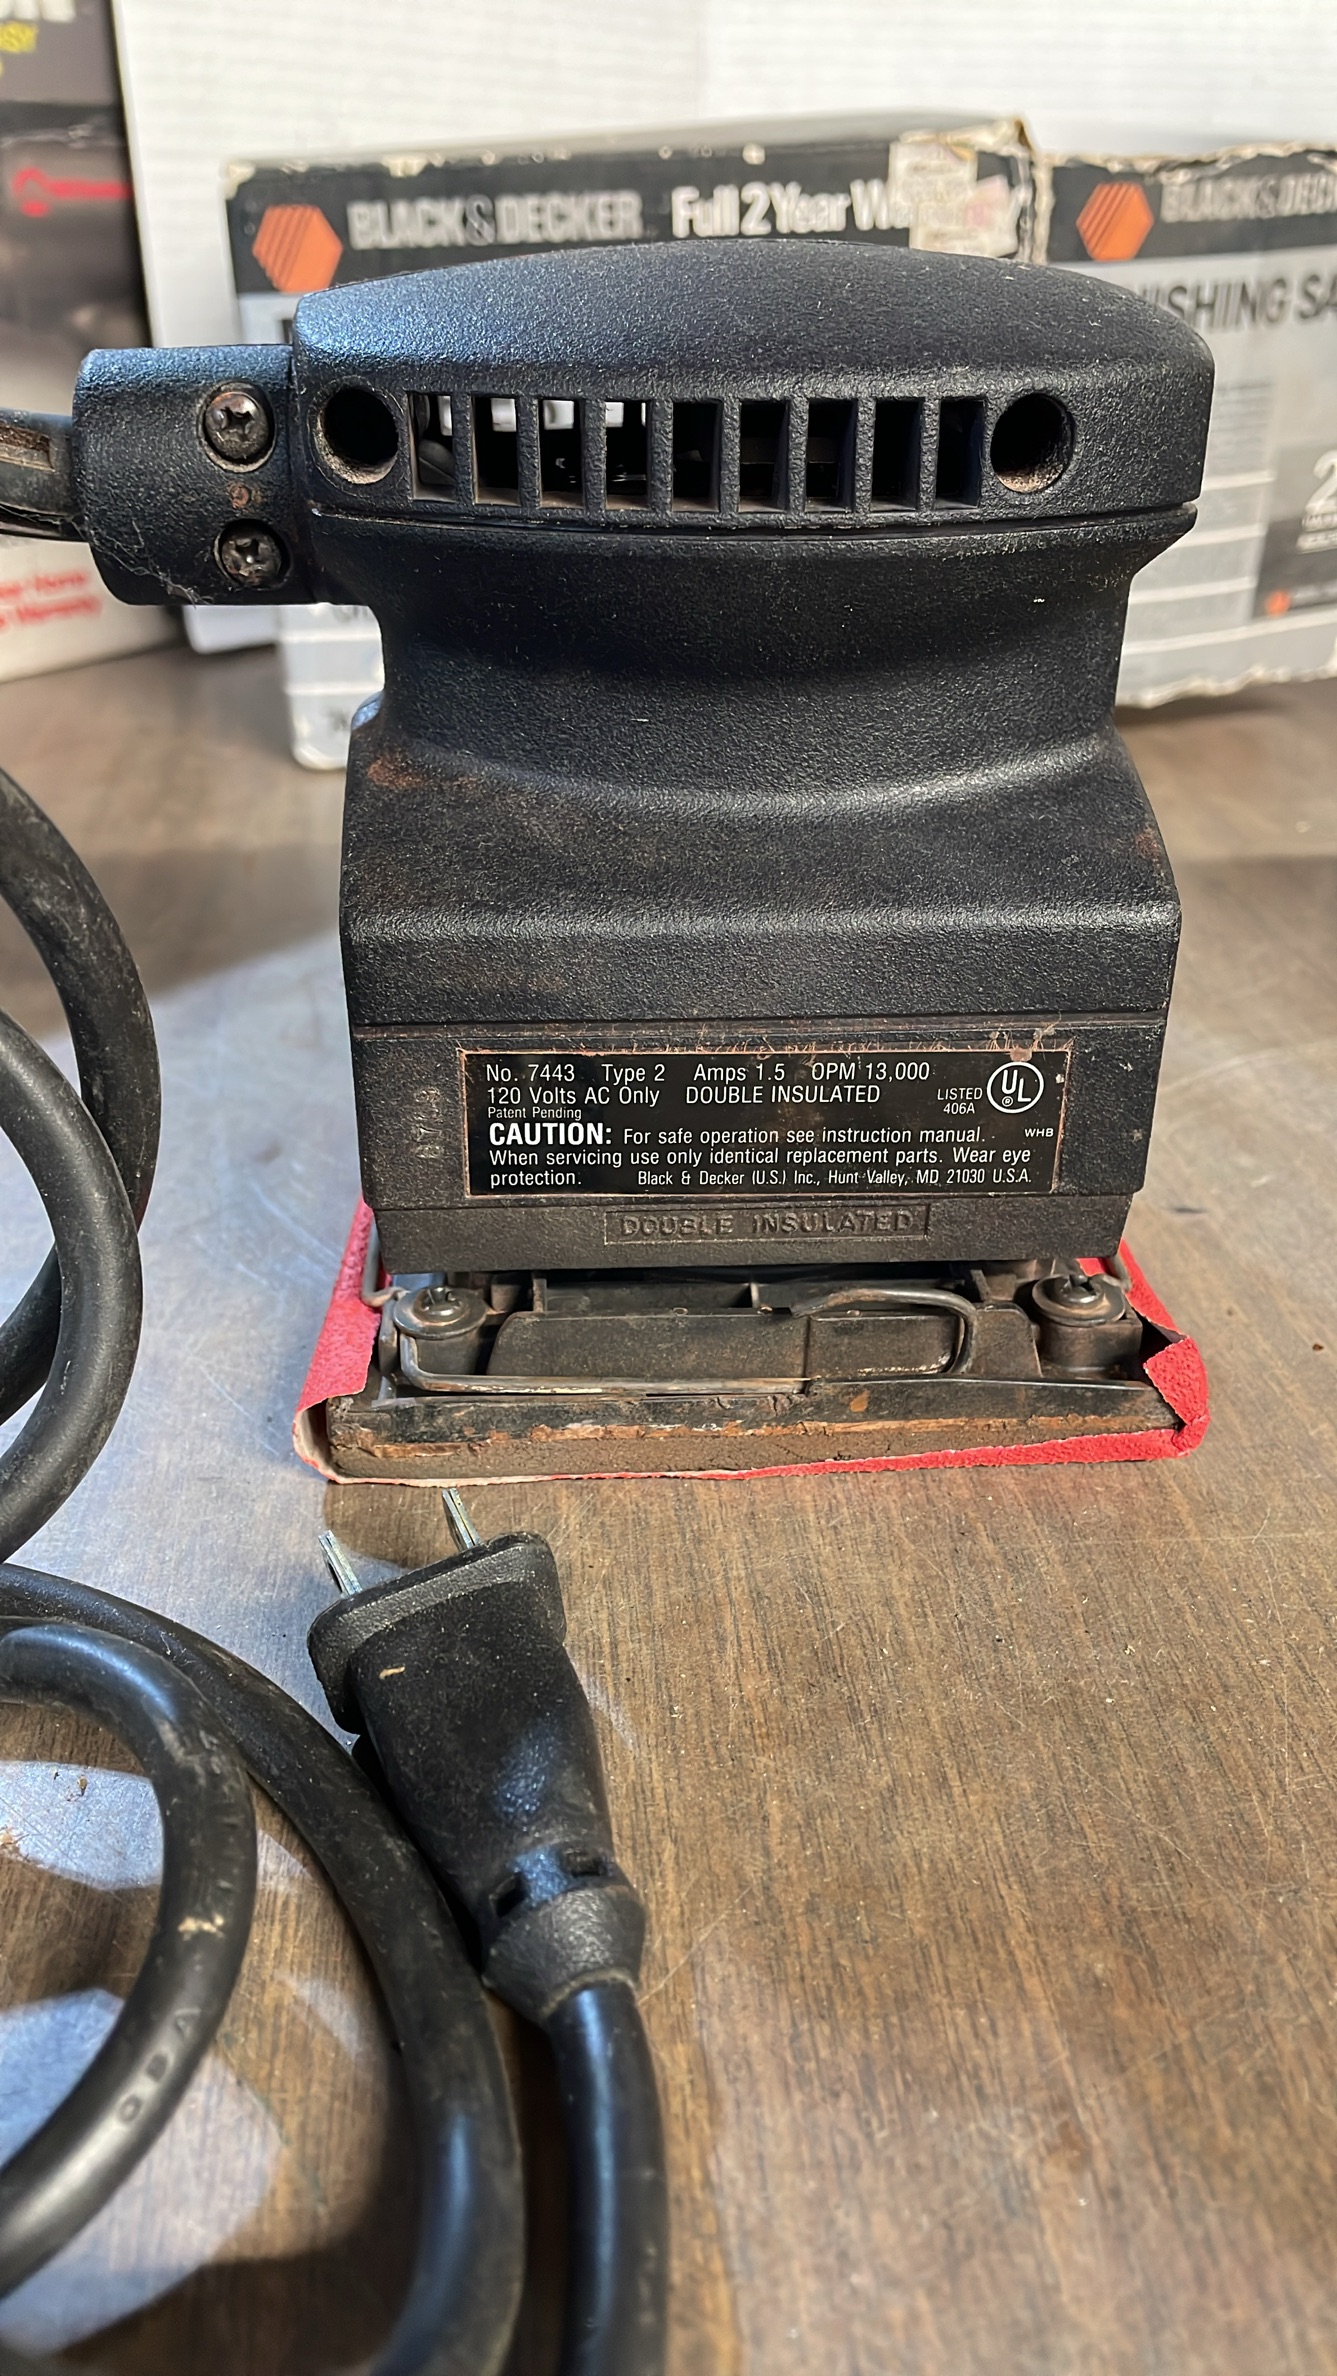 BLACK&DECKER Full 2 Year
BLACK&DECKER
No. 7443 Type 2 Amps 1.5 OPM 13,000
120 Volts AC Only DOUBLE INSULATED
Patent Pending
LISTED
406A
UL
®
CAUTION: For safe operation see instruction manual. WHB
When servicing use only identical replacement parts. Wear eye
protection. Black & Decker (U.S.) Inc., Hunt Valley, MD 21030 U.S.A.
DOUBLE INSULATED